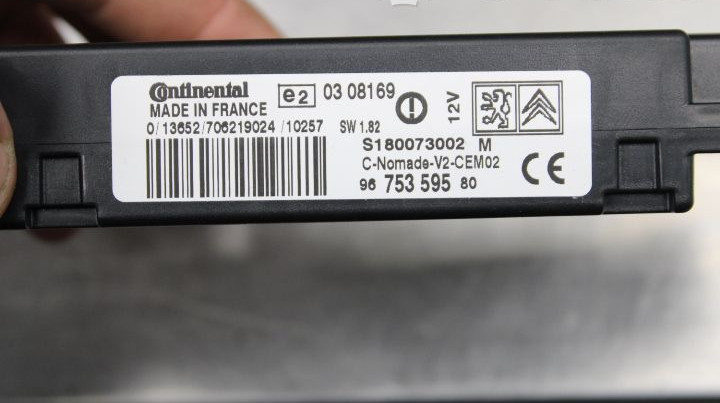 Continental e2 03 08169 12V
MADE IN FRANCE
0/13652/706219024/10257 SW 1.82
S180073002 M
C-Nomade-V2-CEM02
96 753 595 80 CE